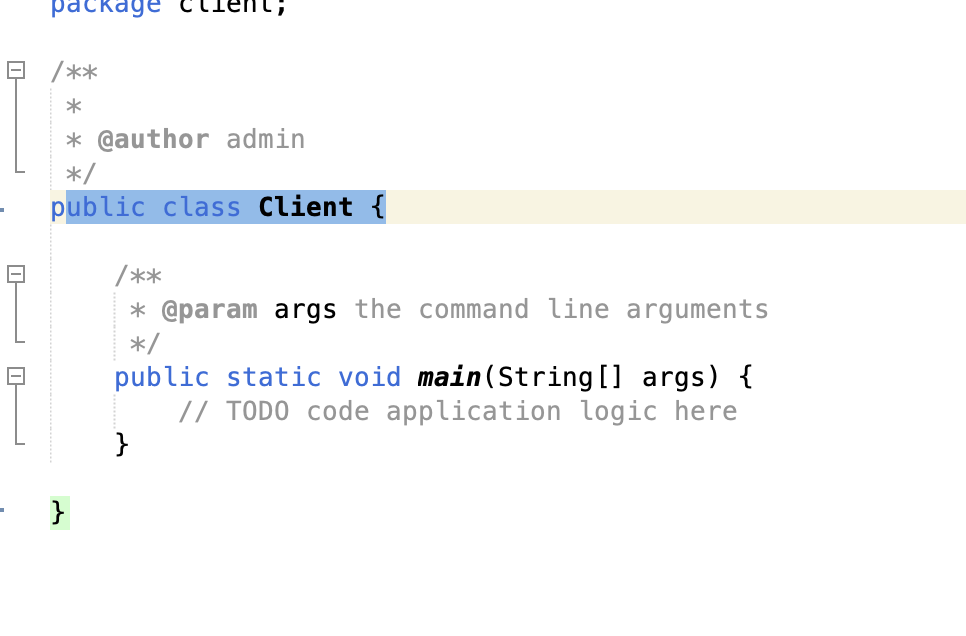 package client;
/**
 *
 * @author admin
 */
public class Client {
    /**
     * @param args the command line arguments
     */
    public static void main(String[] args) {
        // TODO code application logic here
    }
}